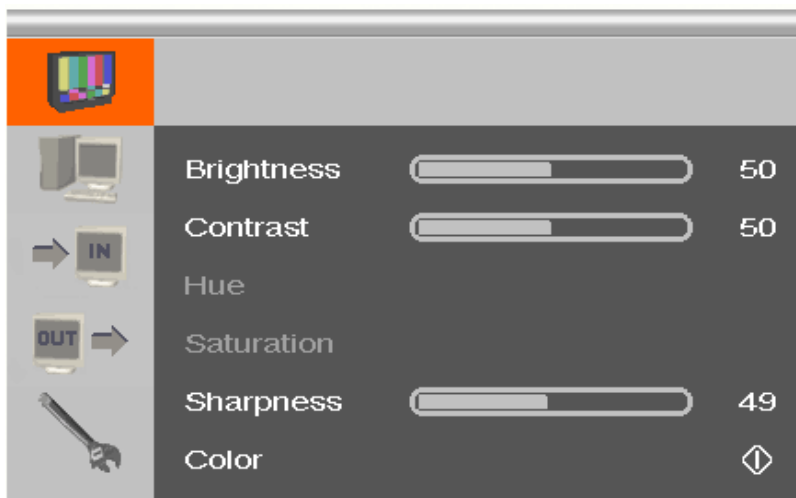 Brightness 50
Contrast 50
IN
Hue
OUT
Saturation
Sharpness 49
Color